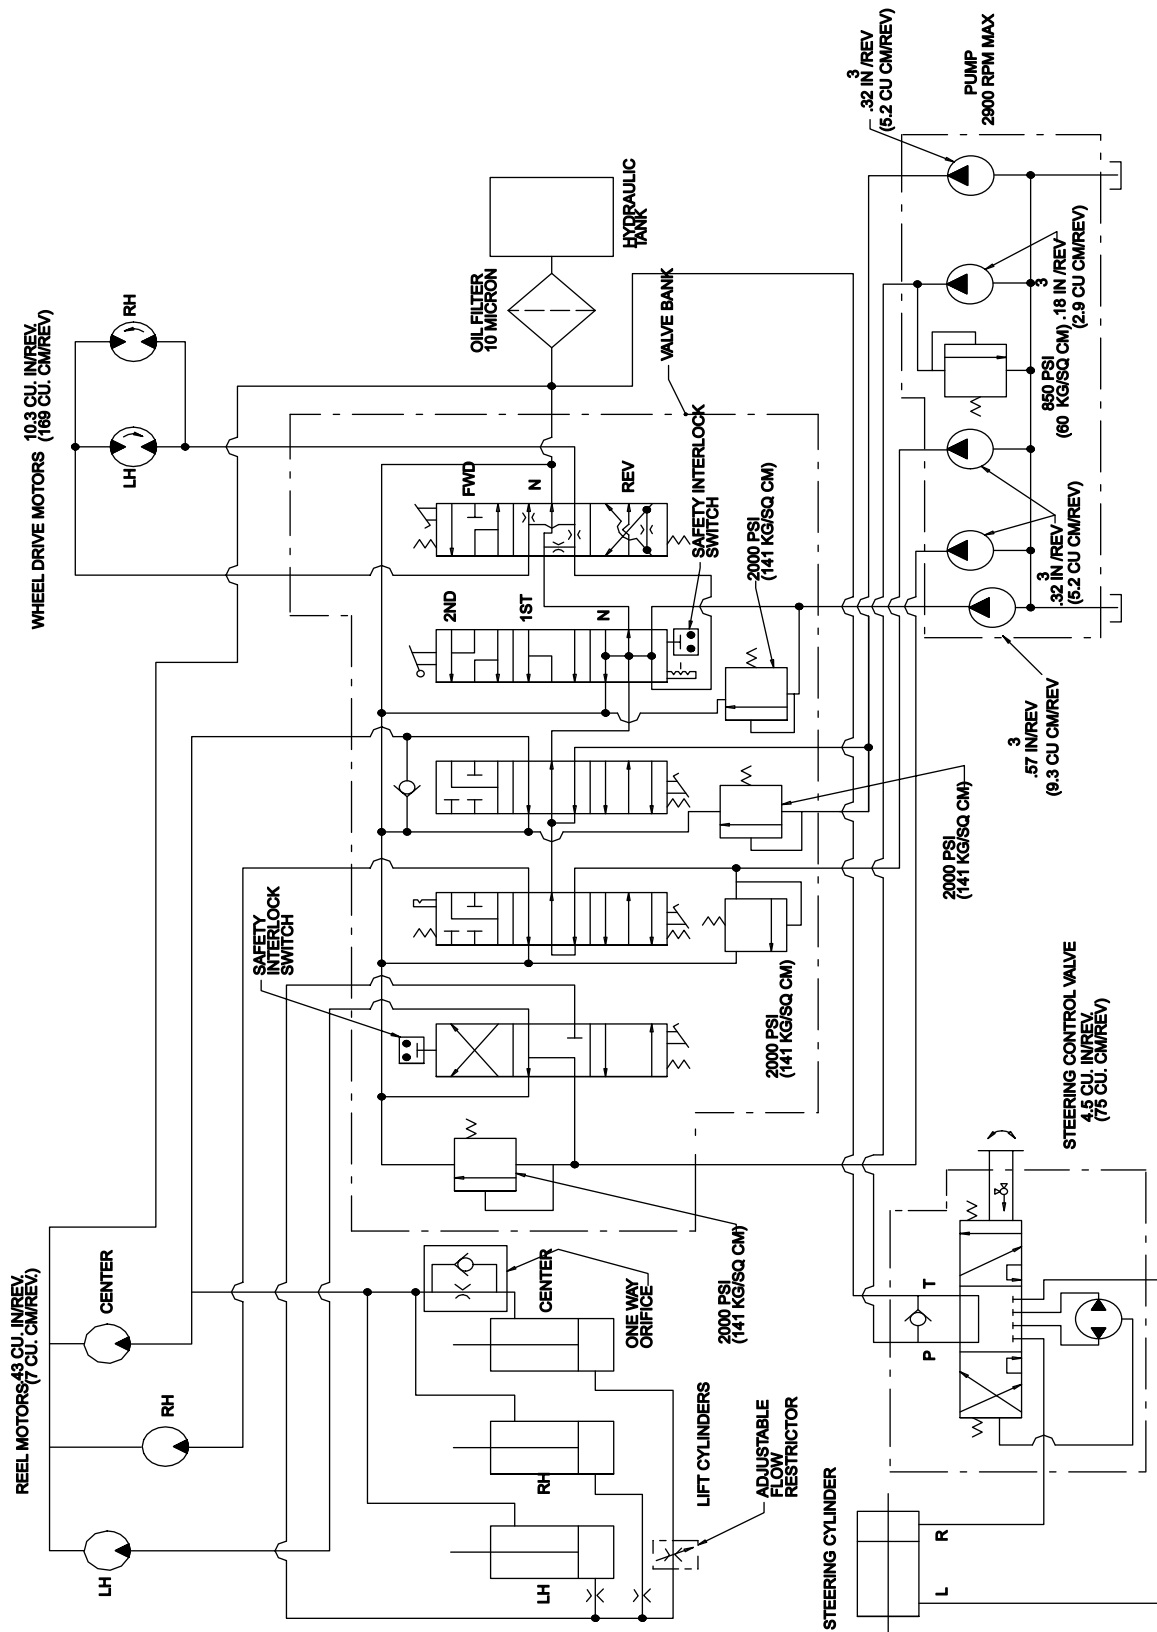 WHEEL DRIVE MOTORS
10.3 CU. IN/REV.
(169 CU. CM/REV)
LH
RH
OIL FILTER
10 MICRON
HYDRAULIC
TANK
VALVE BANK
3
.32 IN /REV
(5.2 CU CM/REV)
PUMP
2900 RPM MAX
3
.18 IN /REV
(2.9 CU CM/REV)
850 PSI
(60 KG/SQ CM)
3
.32 IN /REV
(5.2 CU CM/REV)
3
.57 IN/REV
(9.3 CU CM/REV)
FWD
N
REV
SAFETY INTERLOCK
SWITCH
2ND
1ST
N
2000 PSI
(141 KG/SQ CM)
2000 PSI
(141 KG/SQ CM)
SAFETY
INTERLOCK
SWITCH
2000 PSI
(141 KG/SQ CM)
2000 PSI
(141 KG/SQ CM)
REEL MOTORS
.43 CU. IN/REV.
(7 CU. CM/REV.)
CENTER
RH
LH
CENTER
ONE WAY
ORIFICE
RH
LH
LIFT CYLINDERS
ADJUSTABLE
FLOW
RESTRICTOR
STEERING CONTROL VALVE
4.5 CU. IN/REV.
(75 CU. CM/REV)
T
P
STEERING CYLINDER
R
L